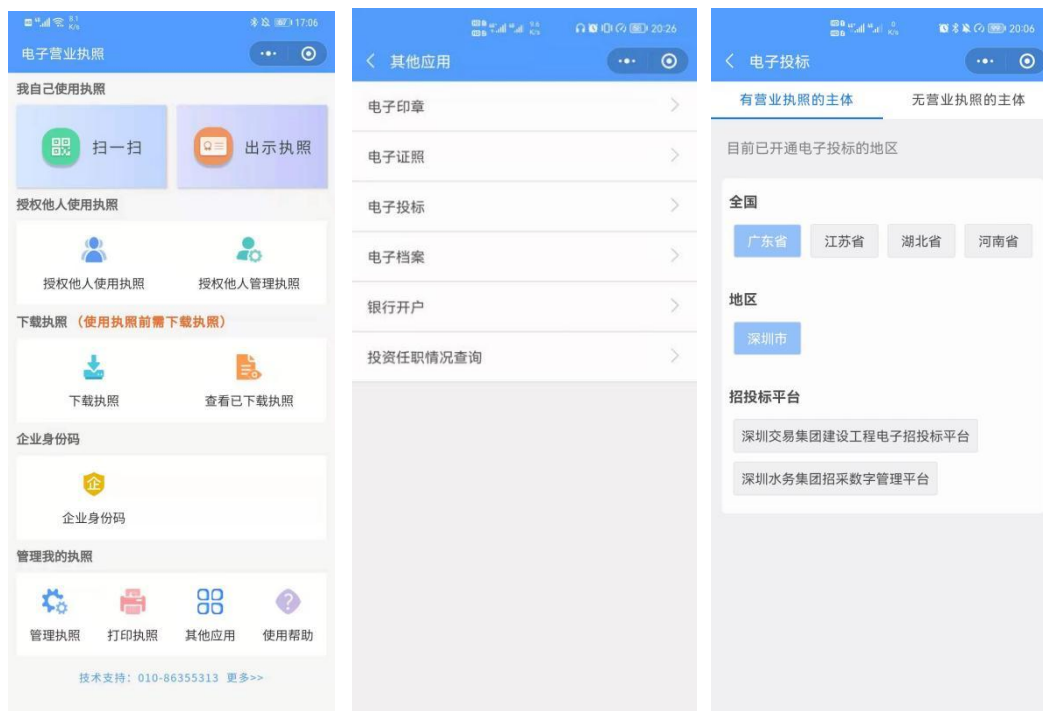 17:06
电子营业执照
我自己使用执照
扫一扫
出示执照
授权他人使用执照
授权他人使用执照
授权他人管理执照
下载执照 (使用执照前需下载执照)
下载执照
查看已下载执照
企业身份码
企
企业身份码
管理我的执照
管理执照
打印执照
其他应用
使用帮助
技术支持: 010-86355313 更多>>
20:26
其他应用
电子印章
电子证照
电子投标
电子档案
银行开户
投资任职情况查询
20:06
电子投标
有营业执照的主体
无营业执照的主体
目前已开通电子投标的地区
全国
广东省
江苏省
湖北省
河南省
地区
深圳市
招投标平台
深圳交易集团建设工程电子招投标平台
深圳水务集团招采数字管理平台